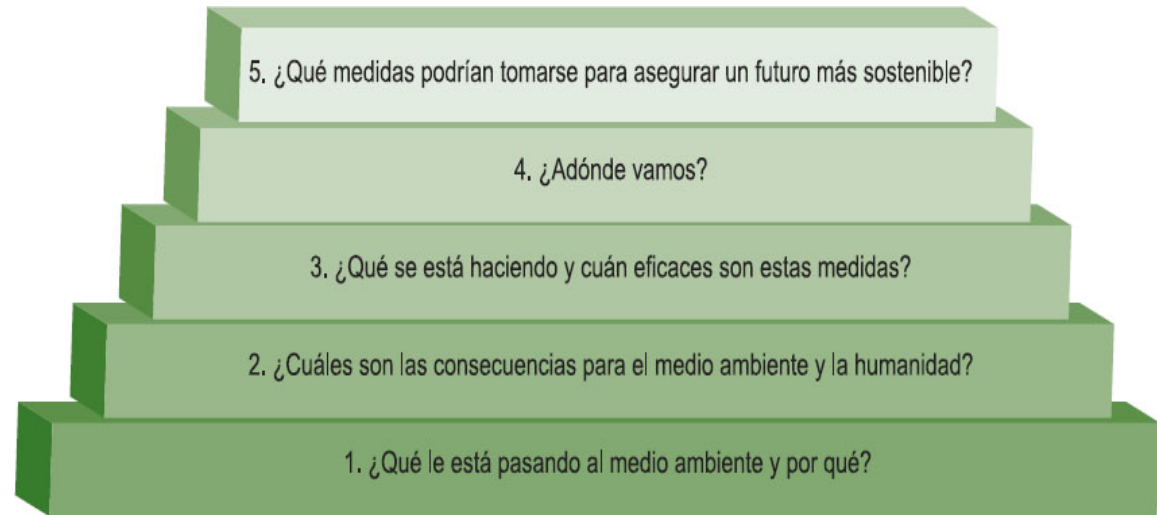 5. ¿Qué medidas podrían tomarse para asegurar un futuro más sostenible?
4. ¿Adónde vamos?
3. ¿Qué se está haciendo y cuán eficaces son estas medidas?
2. ¿Cuáles son las consecuencias para el medio ambiente y la humanidad?
1. ¿Qué le está pasando al medio ambiente y por qué?